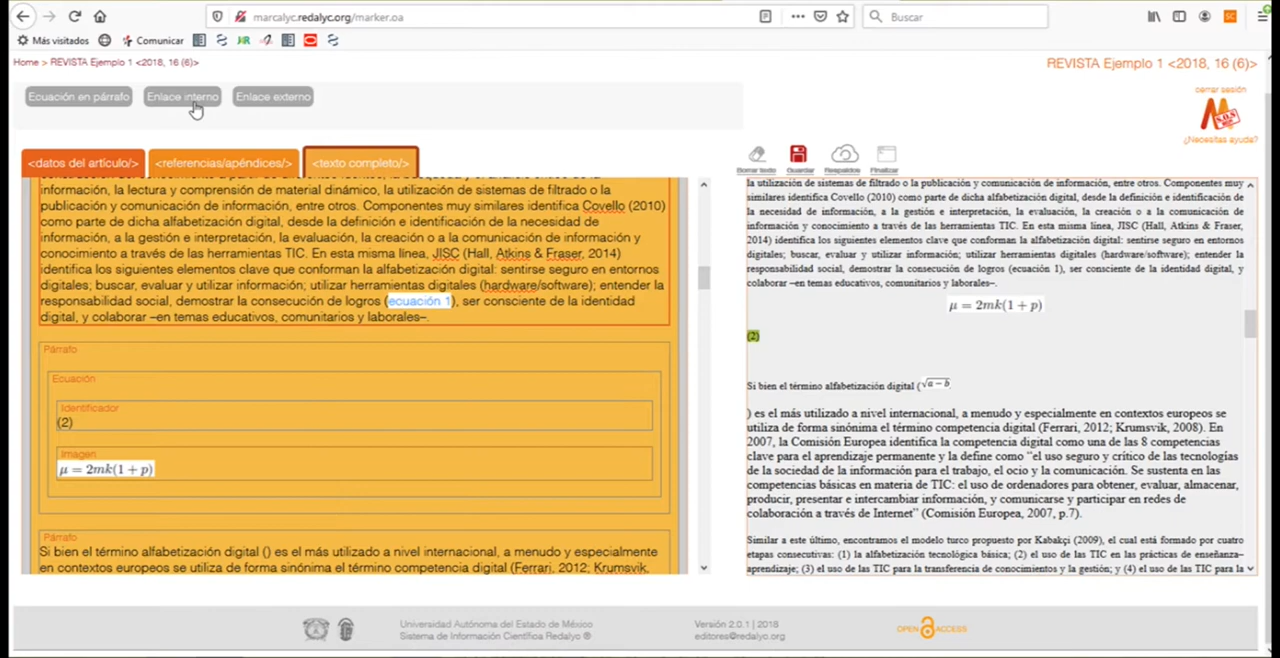 marcalyc.redalyc.org/marker.oa
Buscar
Más visitados
Comunicar
Home > REVISTA Ejemplo 1 <2018, 16 (6)>
REVISTA Ejemplo 1 <2018, 16 (6)>
Ecuación en párrafo
Enlace interno
Enlace externo
cerrar sesión
¿Necesitas ayuda?
<datos del artículo/>
<referencias/apéndices/>
<texto completo/>
Borrar texto
Guardar
Respaldos
Finalizar
información, la lectura y comprensión de material dinámico, la utilización de sistemas de filtrado o la
publicación y comunicación de información, entre otros. Componentes muy similares identifica Covello (2010)
como parte de dicha alfabetización digital, desde la definición e identificación de la necesidad de
información, a la gestión e interpretación, la evaluación, la creación o a la comunicación de información y
conocimiento a través de las herramientas TIC. En esta misma línea, JISC (Hall, Atkins & Fraser, 2014)
identifica los siguientes elementos clave que conforman la alfabetización digital: sentirse seguro en entornos
digitales; buscar, evaluar y utilizar información; utilizar herramientas digitales (hardware/software); entender la
responsabilidad social, demostrar la consecución de logros (ecuación 1), ser consciente de la identidad
digital, y colaborar –en temas educativos, comunitarios y laborales–.
Párrafo
Ecuación
Identificador
(2)
Imagen
μ = 2mk(1 + p)
Párrafo
Si bien el término alfabetización digital () es el más utilizado a nivel internacional, a menudo y especialmente
en contextos europeos se utiliza de forma sinónima el término competencia digital (Ferrari, 2012; Krumsvik,
la utilización de sistemas de filtrado o la publicación y comunicación de información, entre otros. Componentes muy
similares identifica Covello (2010) como parte de dicha alfabetización digital, desde la definición e identificación de
la necesidad de información, a la gestión e interpretación, la evaluación, la creación o a la comunicación de
información y conocimiento a través de las herramientas TIC. En esta misma línea, JISC (Hall, Atkins & Fraser,
2014) identifica los siguientes elementos clave que conforman la alfabetización digital: sentirse seguro en entornos
digitales; buscar, evaluar y utilizar información; utilizar herramientas digitales (hardware/software); entender la
responsabilidad social, demostrar la consecución de logros (ecuación 1), ser consciente de la identidad digital, y
colaborar –en temas educativos, comunitarios y laborales–.
μ = 2mk(1 + p)
(2)
Si bien el término alfabetización digital (√a − b
) es el más utilizado a nivel internacional, a menudo y especialmente en contextos europeos se
utiliza de forma sinónima el término competencia digital (Ferrari, 2012; Krumsvik, 2008). En
2007, la Comisión Europea identifica la competencia digital como una de las 8 competencias
clave para el aprendizaje permanente y la define como “el uso seguro y crítico de las tecnologías
de la sociedad de la información para el trabajo, el ocio y la comunicación. Se sustenta en las
competencias básicas en materia de TIC: el uso de ordenadores para obtener, evaluar, almacenar,
producir, presentar e intercambiar información, y comunicarse y participar en redes de
colaboración a través de Internet” (Comisión Europea, 2007, p.7).
Similar a este último, encontramos el modelo turco propuesto por Kabakçi (2009), el cual está formado por cuatro
etapas consecutivas: (1) la alfabetización tecnológica básica; (2) el uso de las TIC en las prácticas de enseñanza–
aprendizaje; (3) el uso de las TIC para la transferencia de conocimientos y la gestión; y (4) el uso de las TIC para la
Universidad Autónoma del Estado de México
Sistema de Información Científica Redalyc ®
Versión 2.0.1 | 2018
editores@redalyc.org
OPEN ACCESS